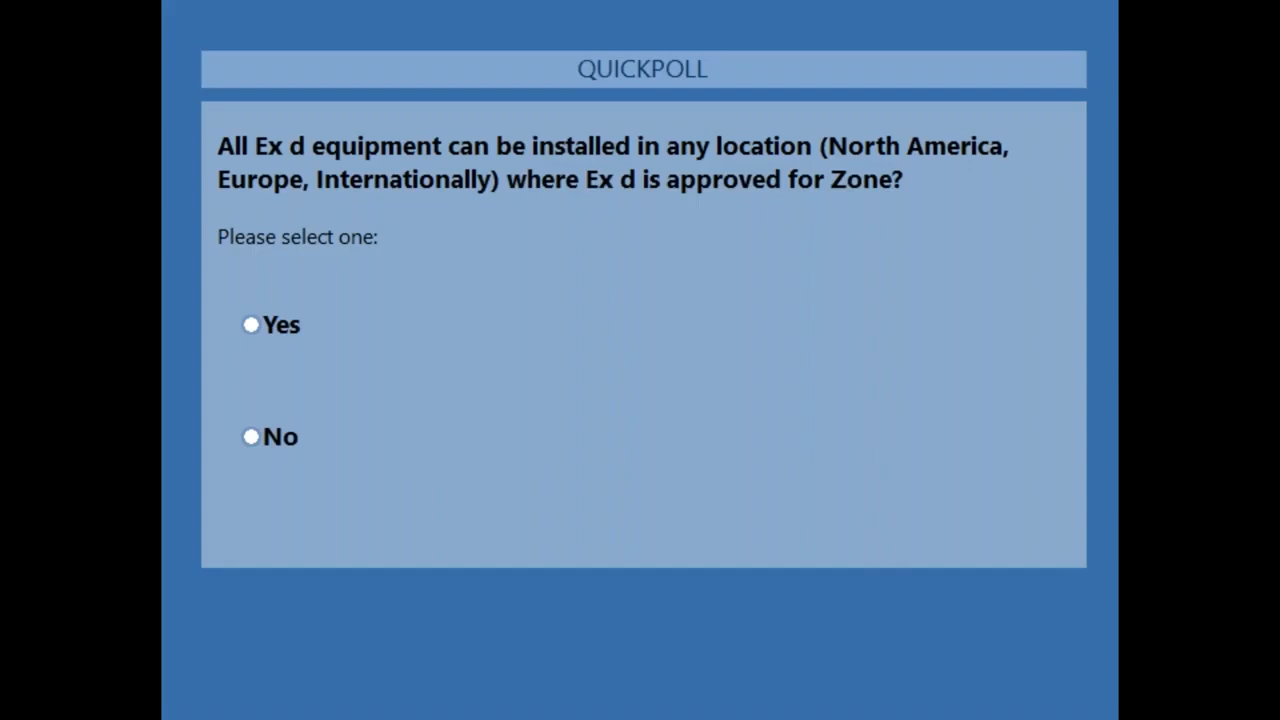 QUICKPOLL
All Ex d equipment can be installed in any location (North America,
Europe, Internationally) where Ex d is approved for Zone?
Please select one:
Yes
No